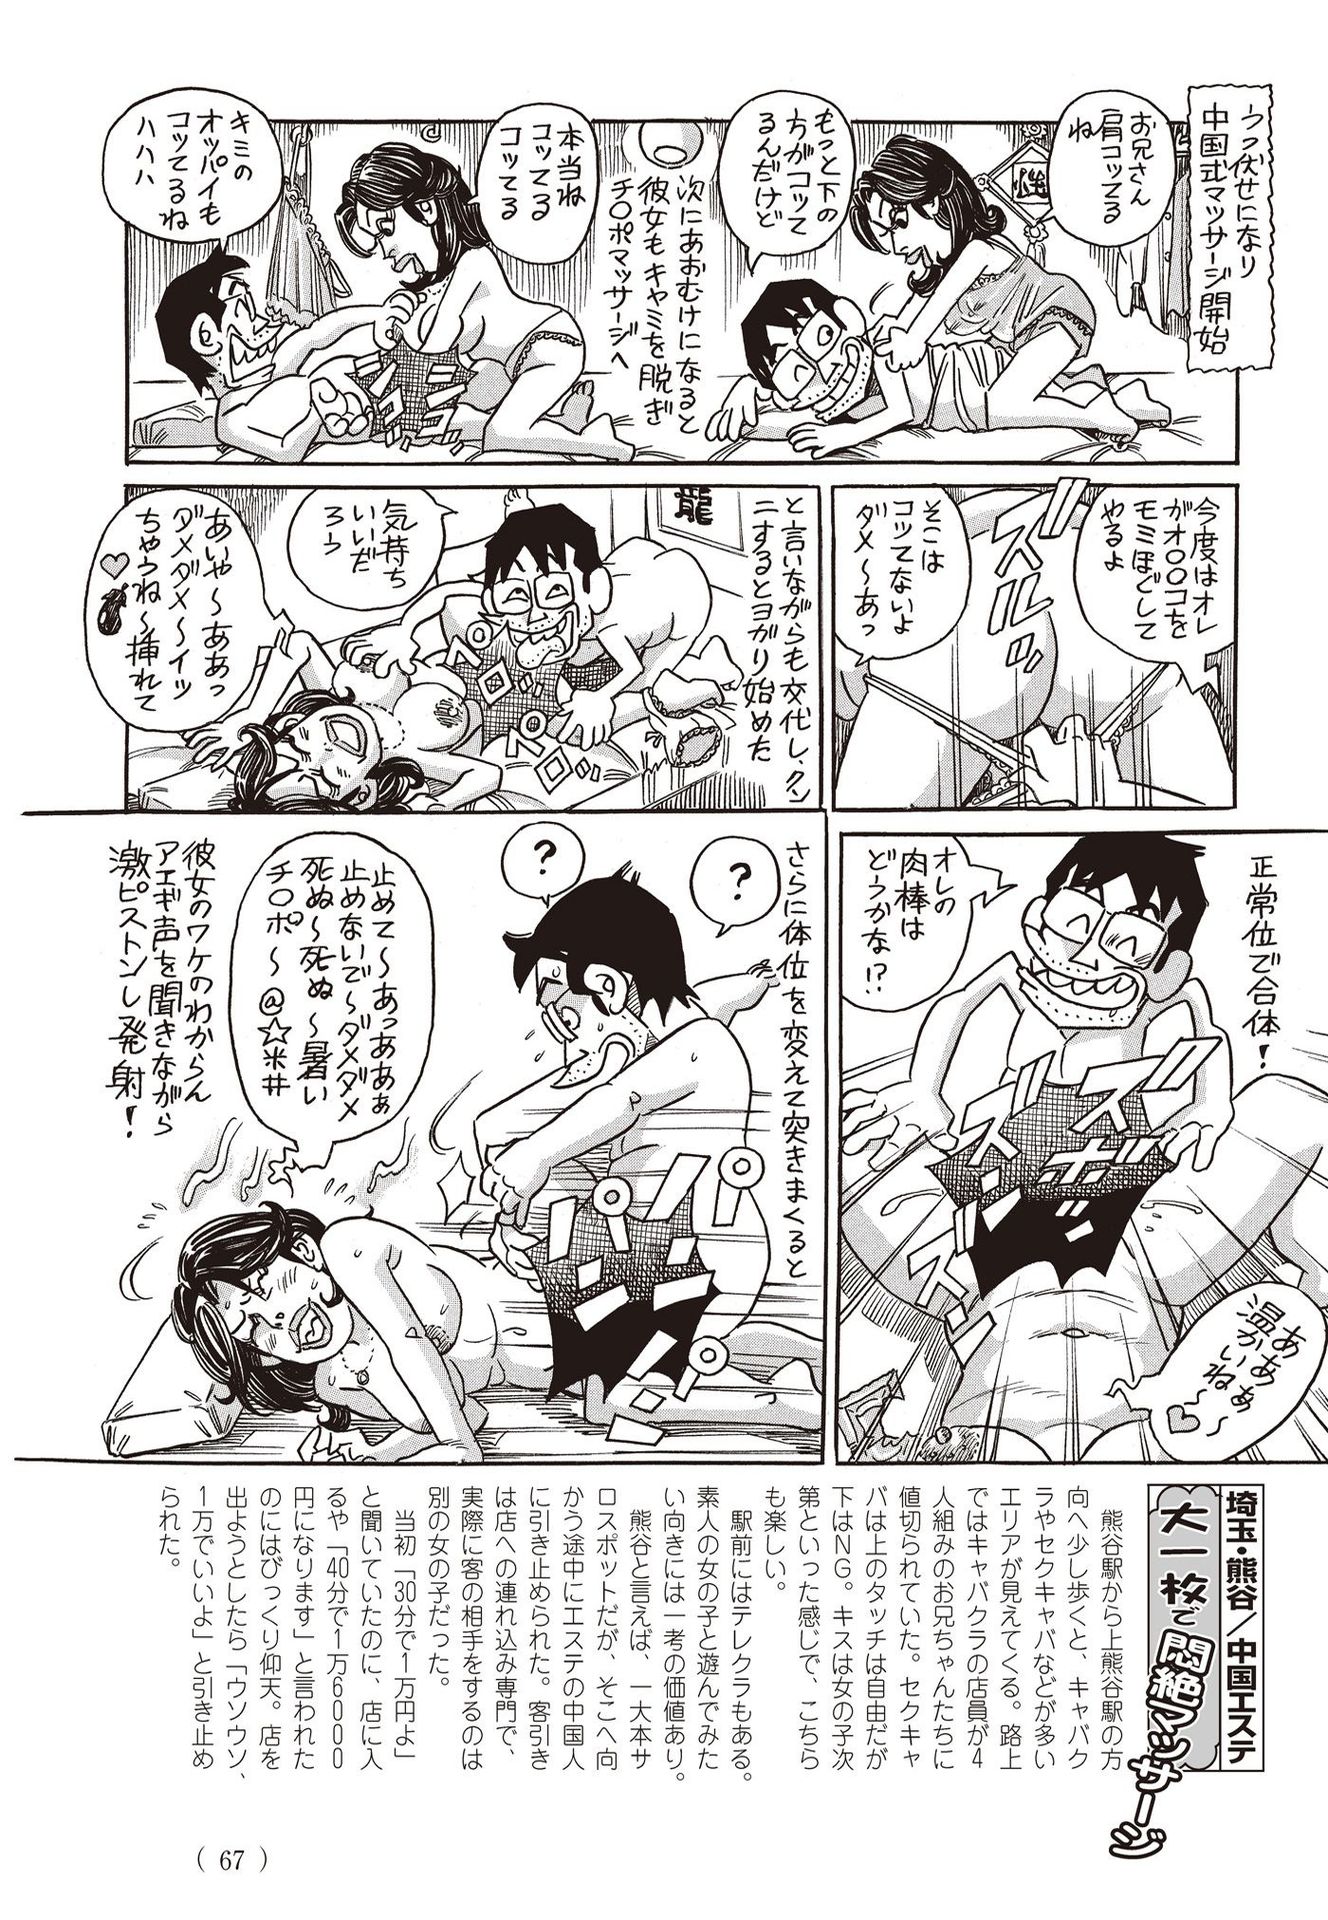 うつ伏せになり
中国式マッサージ開始
お兄さん
肩コッてる
ね
もっと下の
方がコッて
るんだけど
次にあおむけになると
彼女もキャミを脱ぎ
チ〇ポマッサージへ
本当ね
コッてる
コッてる
キミの
オッパイも
コッてるね
ハハハ
今度はオレ
がオ〇〇コを
モミほぐして
やるよ
ズルルッ
そこは
コッてないよ
ダメ〜あっ
と言いながらも交代し、クン
ニするとヨガり始めた
龍
気持ち
いいだ
ろう
ペロ
ペロ
あいや〜ああっ
ダメダメ〜イッ
ちゃうね〜挿れて
正常位で合体!
オレの
肉棒は
どうかな!?
ああぁ
温かいね〜
さらに体位を変えて突きまくると
?
?
止めて〜あっああぁ
止めないで〜ダメダメ
死ぬ〜死ぬ〜暑い
チ〇ポ〜@☆米#
パン
パン
彼女のワケのわからん
アエギ声を聞きながら
激ピストンし発射!
埼玉・熊谷/中国エステ
大一枚で悶絶マッサージ
熊谷駅から上熊谷駅の方
向へ少し歩くと、キャバク
ラやセクキャバなどが多い
エリアが見えてくる。路上
ではキャバクラの店員が4
人組みのお兄ちゃんたちに
値切られていた。セクキャ
バは上のタッチは自由だが
下はNG。キスは女の子次
第といった感じで、こちら
も楽しい。
駅前にはテレクラもある。
素人の女の子と遊んでみた
い向きには一考の価値あり。
熊谷と言えば、一大本サ
ロスポットだが、そこへ向
かう途中にエステの中国人
に引き止められた。客引き
は店への連れ込み専門で、
実際に客の相手をするのは
別の女の子だった。
当初「30分で1万円よ」
と聞いていたのに、店に入
るや「40分で1万6000
円になります」と言われた
のにはびっくり仰天。店を
出ようとしたら「ウソウソ、
1万でいいよ」と引き止め
られた。
( 67 )